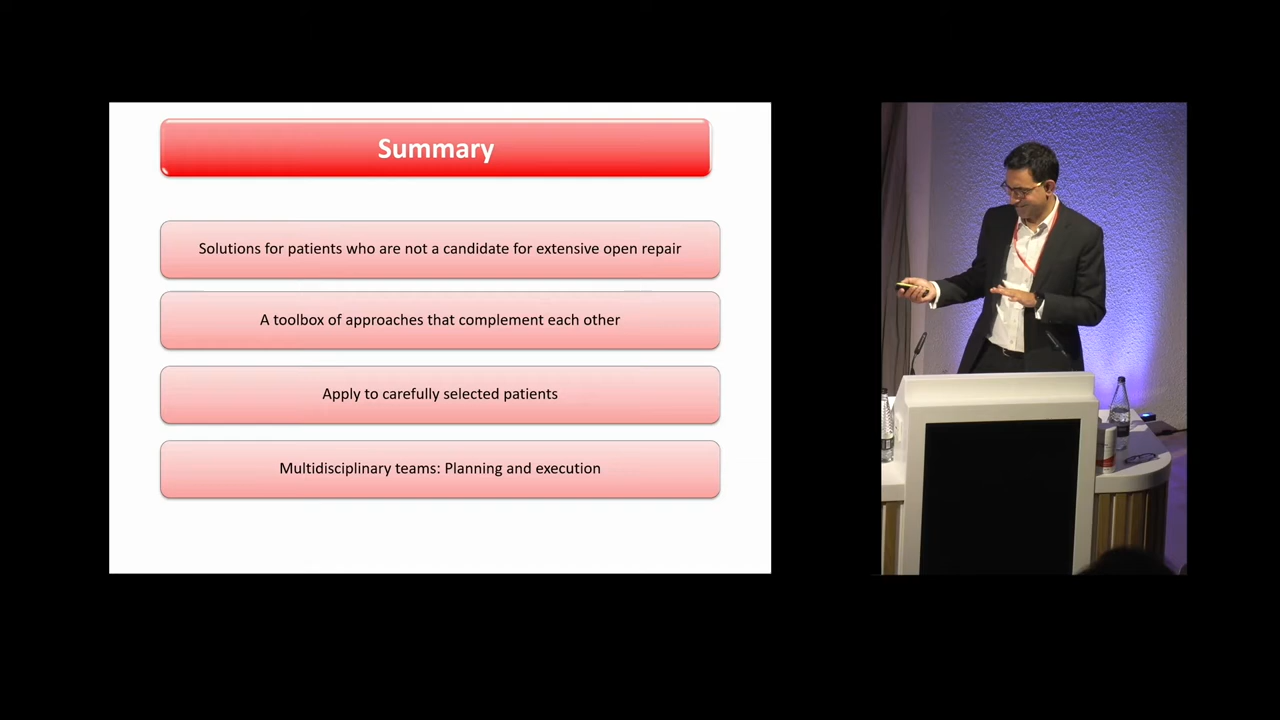 Summary
Solutions for patients who are not a candidate for extensive open repair
A toolbox of approaches that complement each other
Apply to carefully selected patients
Multidisciplinary teams: Planning and execution